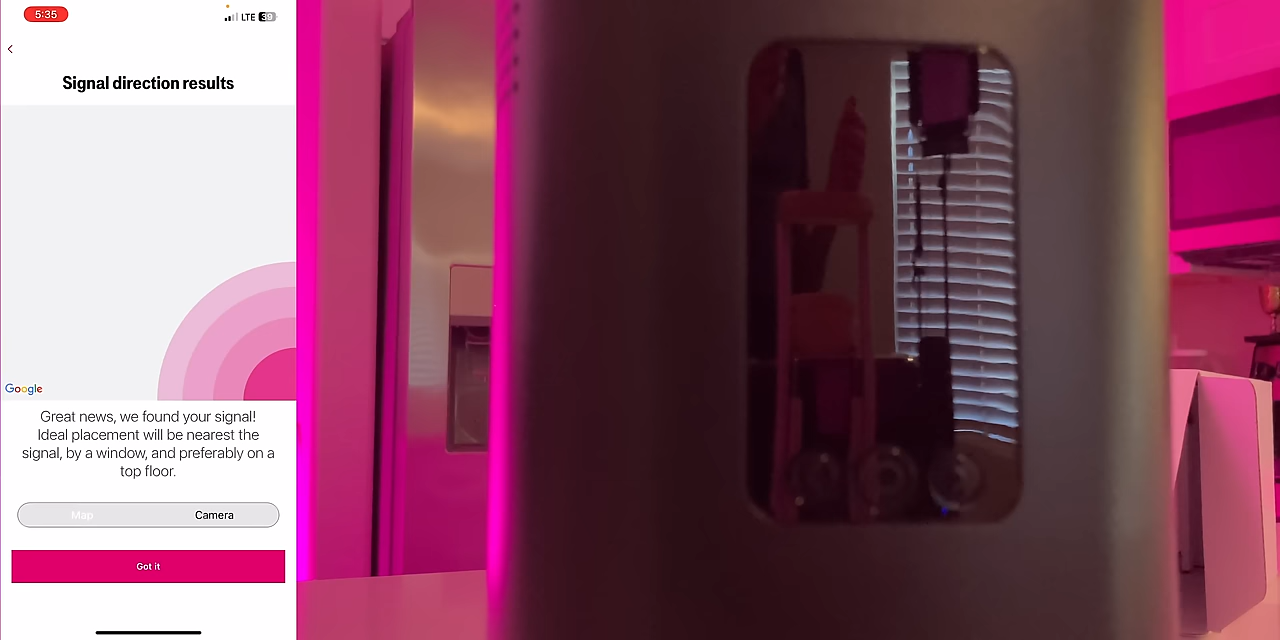 5:35
LTE 39
Signal direction results
Google
Great news, we found your signal!
Ideal placement will be nearest the
signal, by a window, and preferably on a
top floor.
Map
Camera
Got it